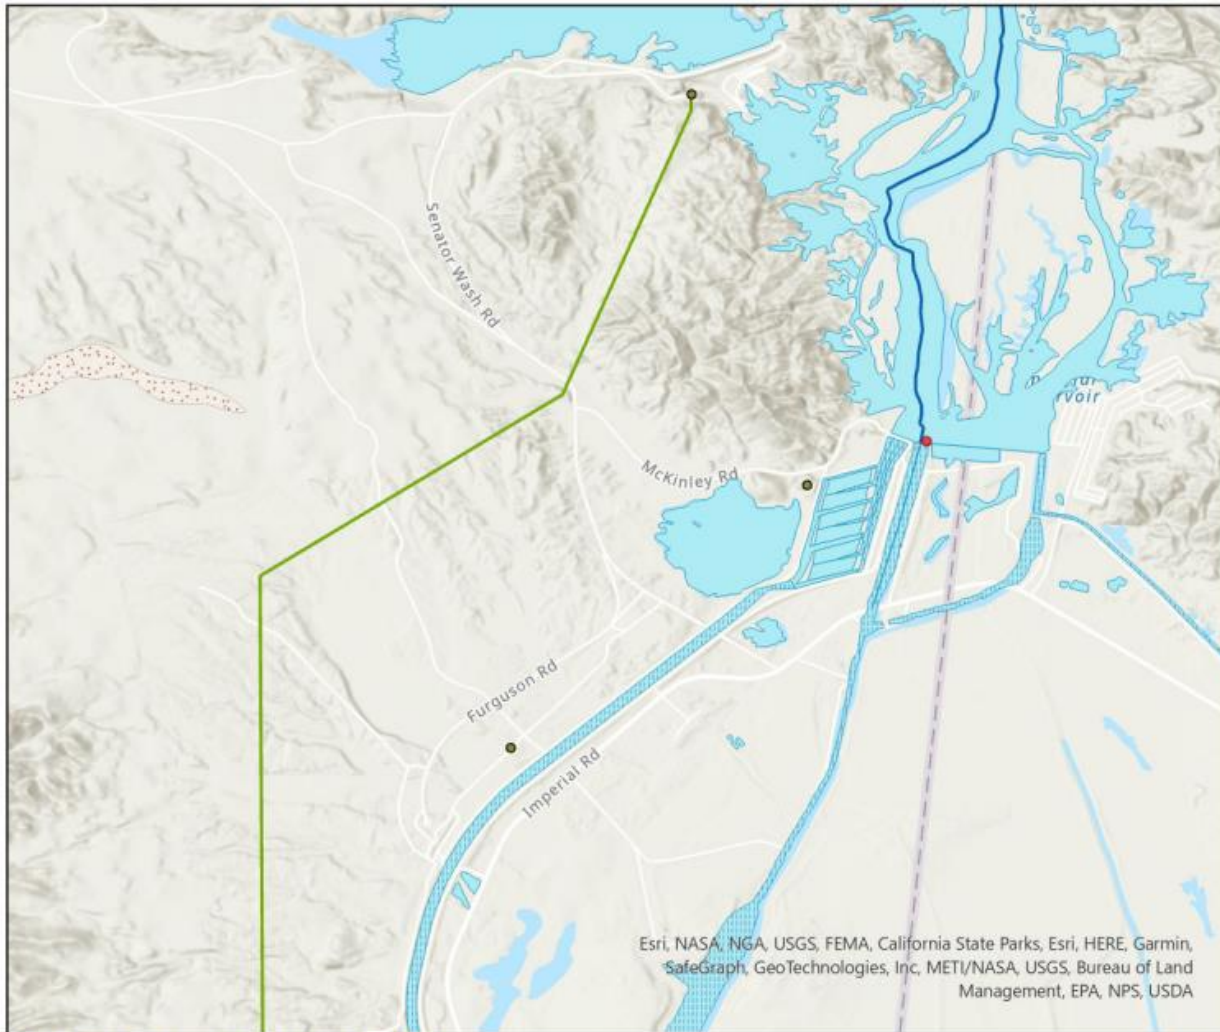 Senator Wash Rd
rvoir
McKinley Rd
Furguson Rd
Imperial Rd
Esri, NASA, NGA, USGS, FEMA, California State Parks, Esri, HERE, Garmin,
SafeGraph, GeoTechnologies, Inc, METI/NASA, USGS, Bureau of Land
Management, EPA, NPS, USDA